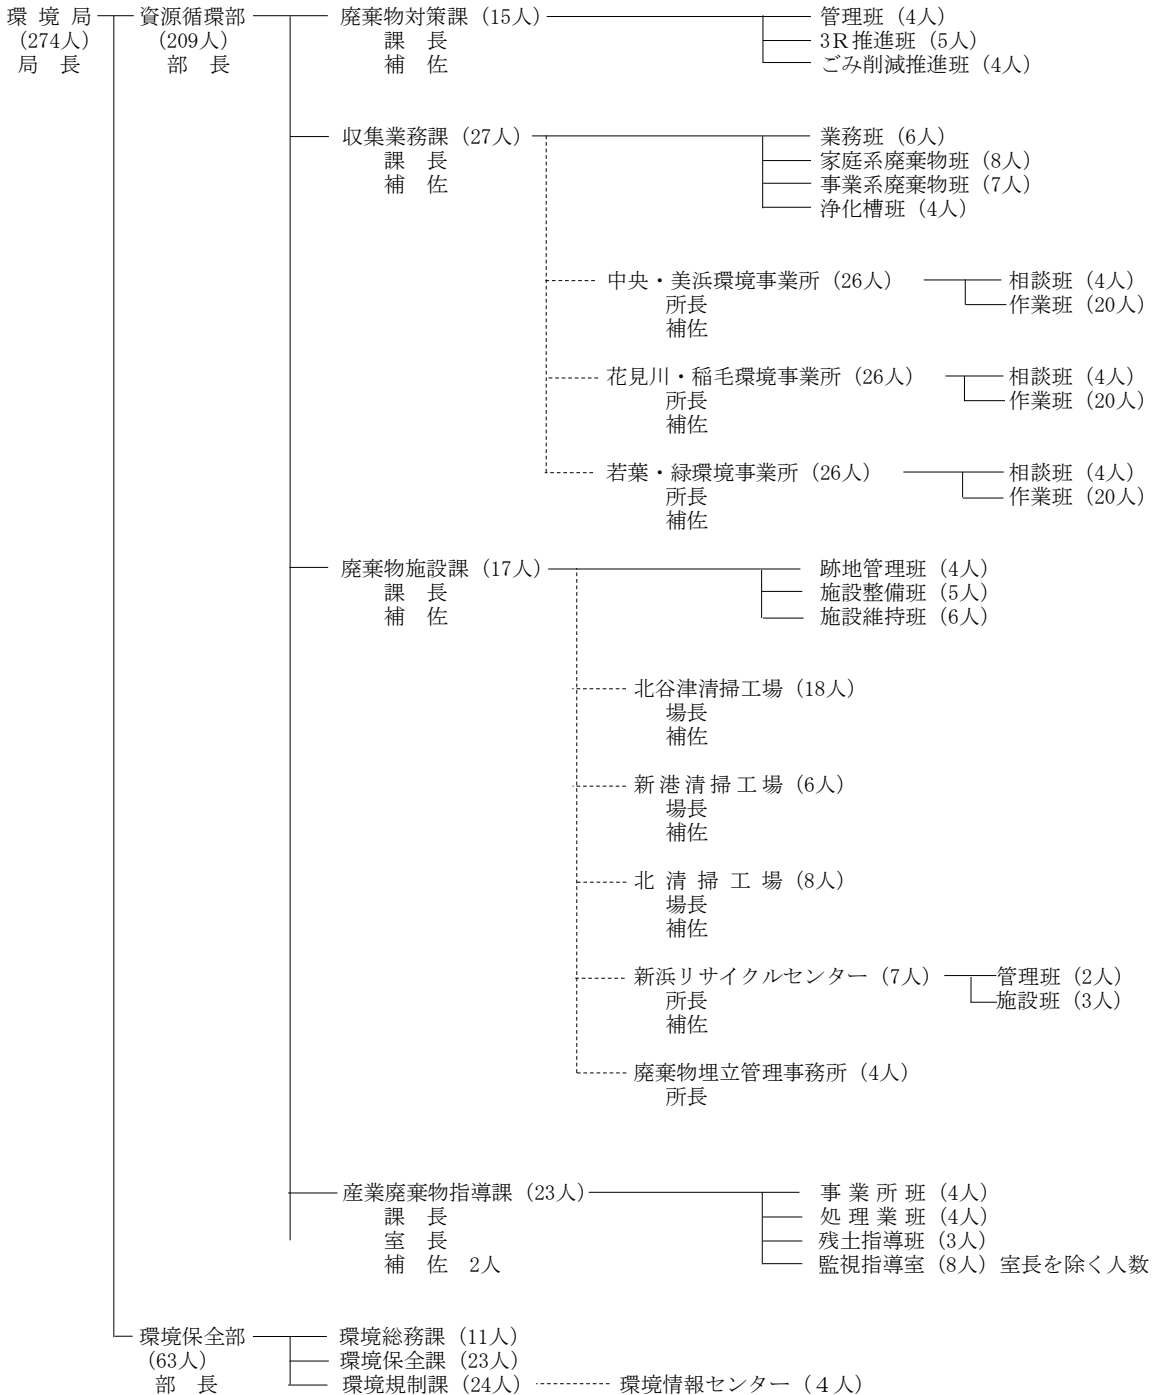 環境局 資源循環部 廃棄物対策課（15人） 管理班（4人）
(274人) (209人) 課長 3R推進班（5人）
局長 部長 補佐 ごみ削減推進班（4人）
収集業務課（27人） 業務班（6人）
課長 家庭系廃棄物班（8人）
補佐 事業系廃棄物班（7人）
浄化槽班（4人）
中央・美浜環境事業所（26人） 相談班（4人）
所長 作業班（20人）
補佐
花見川・稲毛環境事業所（26人） 相談班（4人）
所長 作業班（20人）
補佐
若葉・緑環境事業所（26人） 相談班（4人）
所長 作業班（20人）
補佐
廃棄物施設課（17人） 跡地管理班（4人）
課長 施設整備班（5人）
補佐 施設維持班（6人）
北谷津清掃工場（18人）
場長
補佐
新港清掃工場（6人）
場長
補佐
北清掃工場（8人）
場長
補佐
新浜リサイクルセンター（7人） 管理班（2人）
所長 施設班（3人）
補佐
廃棄物埋立管理事務所（4人）
所長
産業廃棄物指導課（23人） 事業所班（4人）
課長 処理業班（4人）
室長 残土指導班（3人）
補佐 2人 監視指導室（8人）室長を除く人数
環境保全部 環境総務課（11人）
(63人) 環境保全課（23人）
部長 環境規制課（24人） 環境情報センター（４人）